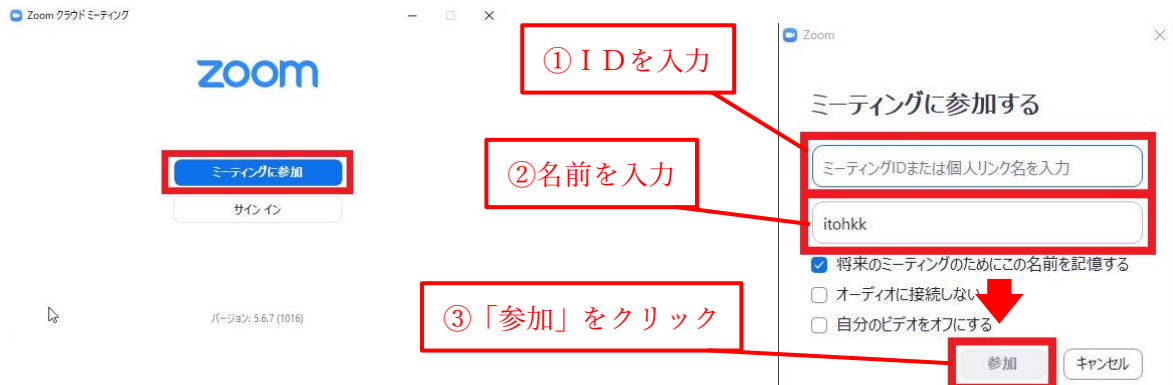 Zoom クラウド ミーティング
zoom
ミーティングに参加
サイン イン
バージョン: 5.6.7 (1016)
①ＩＤを入力
②名前を入力
③「参加」をクリック
Zoom
ミーティングに参加する
ミーティングIDまたは個人リンク名を入力
itohkk
将来のミーティングのためにこの名前を記憶する
オーディオに接続しない
自分のビデオをオフにする
参加
キャンセル